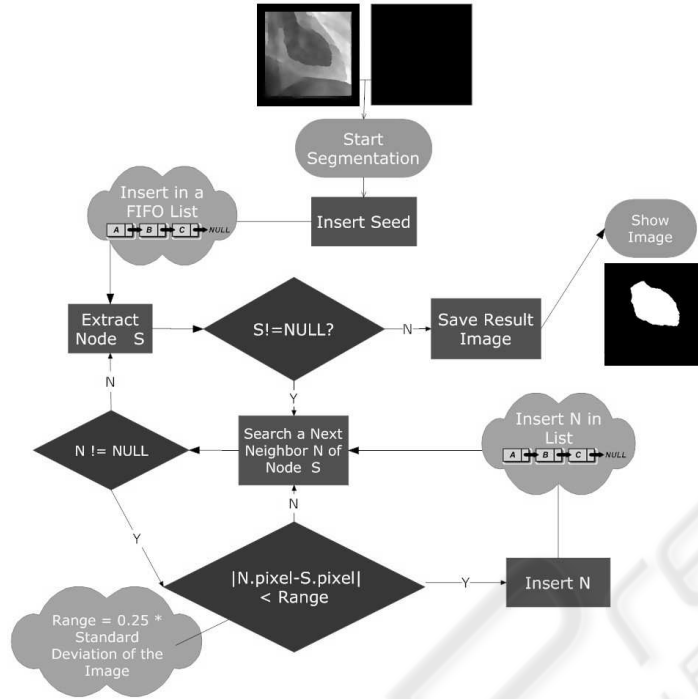 Start
Segmentation
Insert in a
FIFO List
A B C NULL
Insert Seed
Show
Image
Extract
Node S
S!=NULL?
N
Save Result
Image
N
Y
Insert N in
List
A B C NULL
N != NULL
Search a Next
Neighbor N of
Node S
N
Y
|N.pixel-S.pixel|
< Range
Y
Insert N
Range = 0.25 *
Standard
Deviation of the
Image